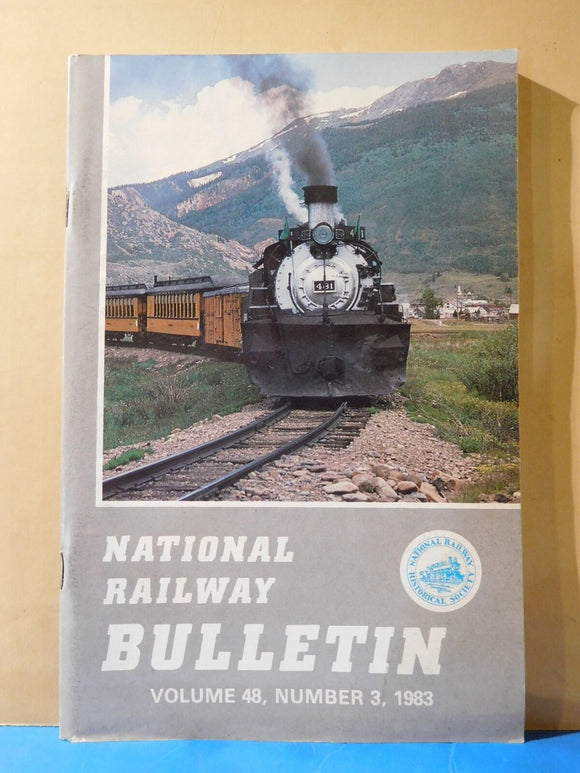 481
NATIONAL
RAILWAY
BULLETIN
VOLUME 48, NUMBER 3, 1983
NATIONAL RAILWAY
HISTORICAL SOCIETY